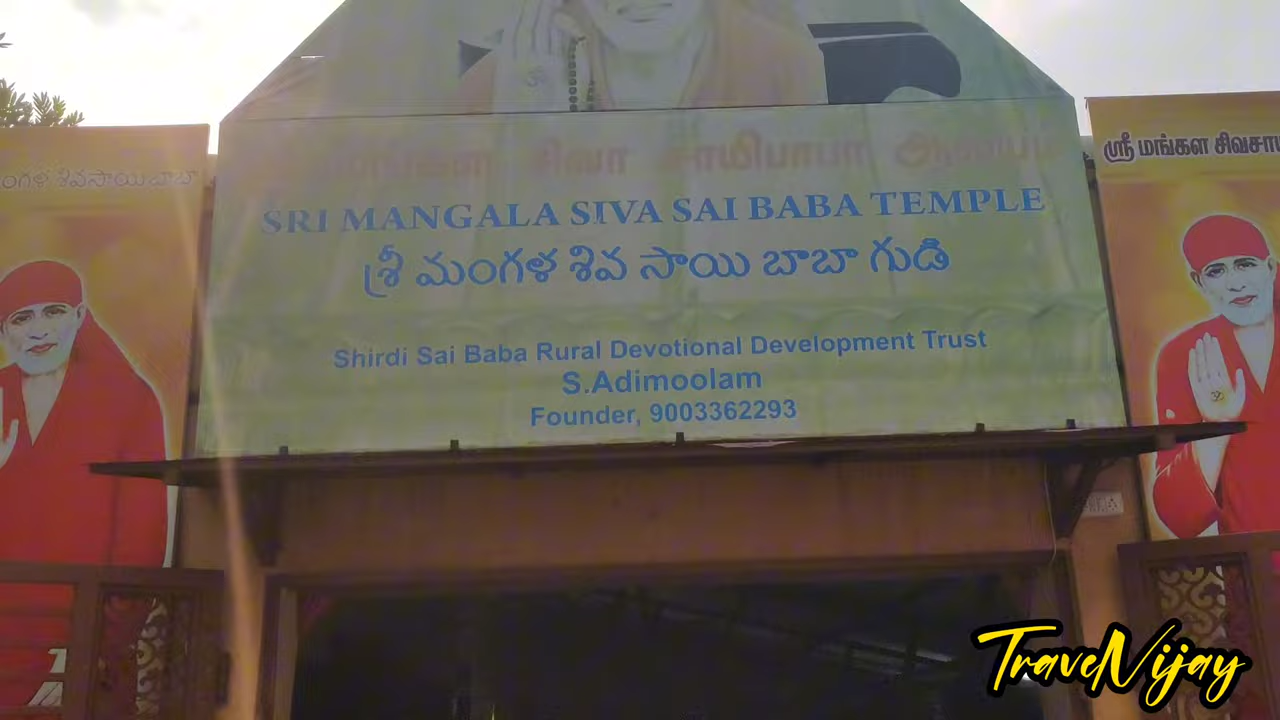 சிவா சாயிபாபா ஆலயம்
SRI MANGALA SIVA SAI BABA TEMPLE
శ్రీ మంగళ శివ సాయి బాబా గుడి
Shirdi Sai Baba Rural Devotional Development Trust
S.Adimoolam
Founder, 9003362293
ஸ்ரீ மங்கள சிவசாய
TravelVijay